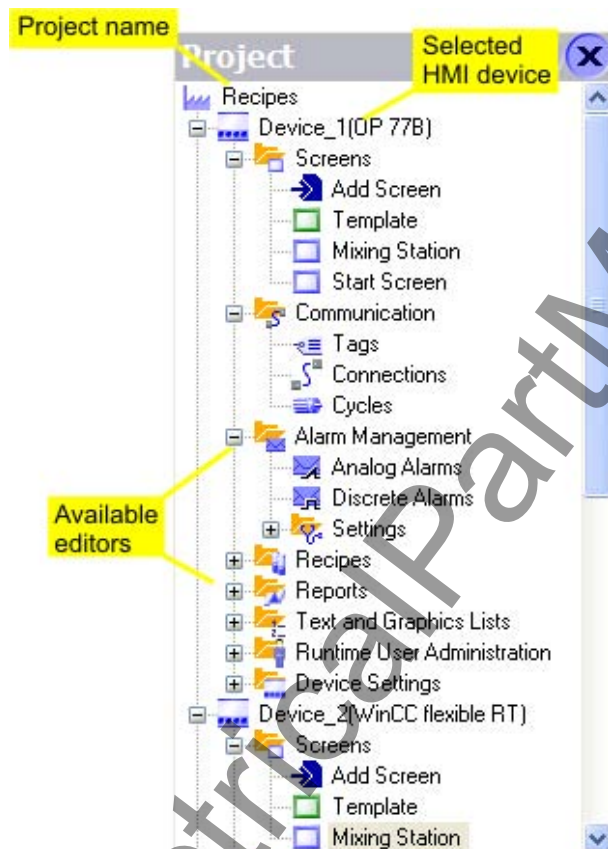 Project name
Project
Selected
HMI device
Recipes
Device_1(OP 77B)
Screens
Add Screen
Template
Mixing Station
Start Screen
Communication
Tags
Connections
Cycles
Alarm Management
Analog Alarms
Discrete Alarms
Settings
Available
editors
Recipes
Reports
Text and Graphics Lists
Runtime User Administration
Device Settings
Device_2(WinCC flexible RT)
Screens
Add Screen
Template
Mixing Station